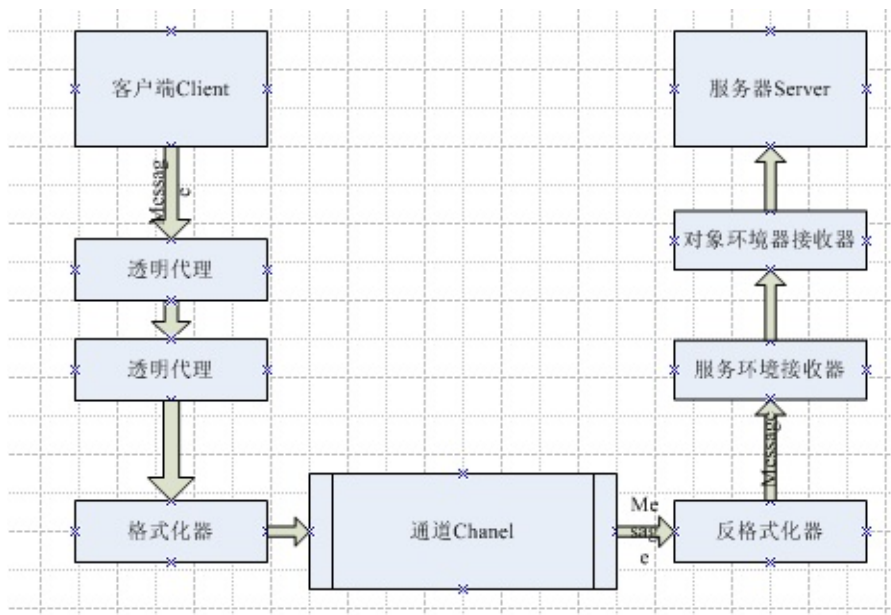 客户端Client
Messag
e
透明代理
透明代理
格式化器
通道Chanel
Me
ssag
e
反格式化器
Message
服务环境接收器
对象环境器接收器
服务器Server